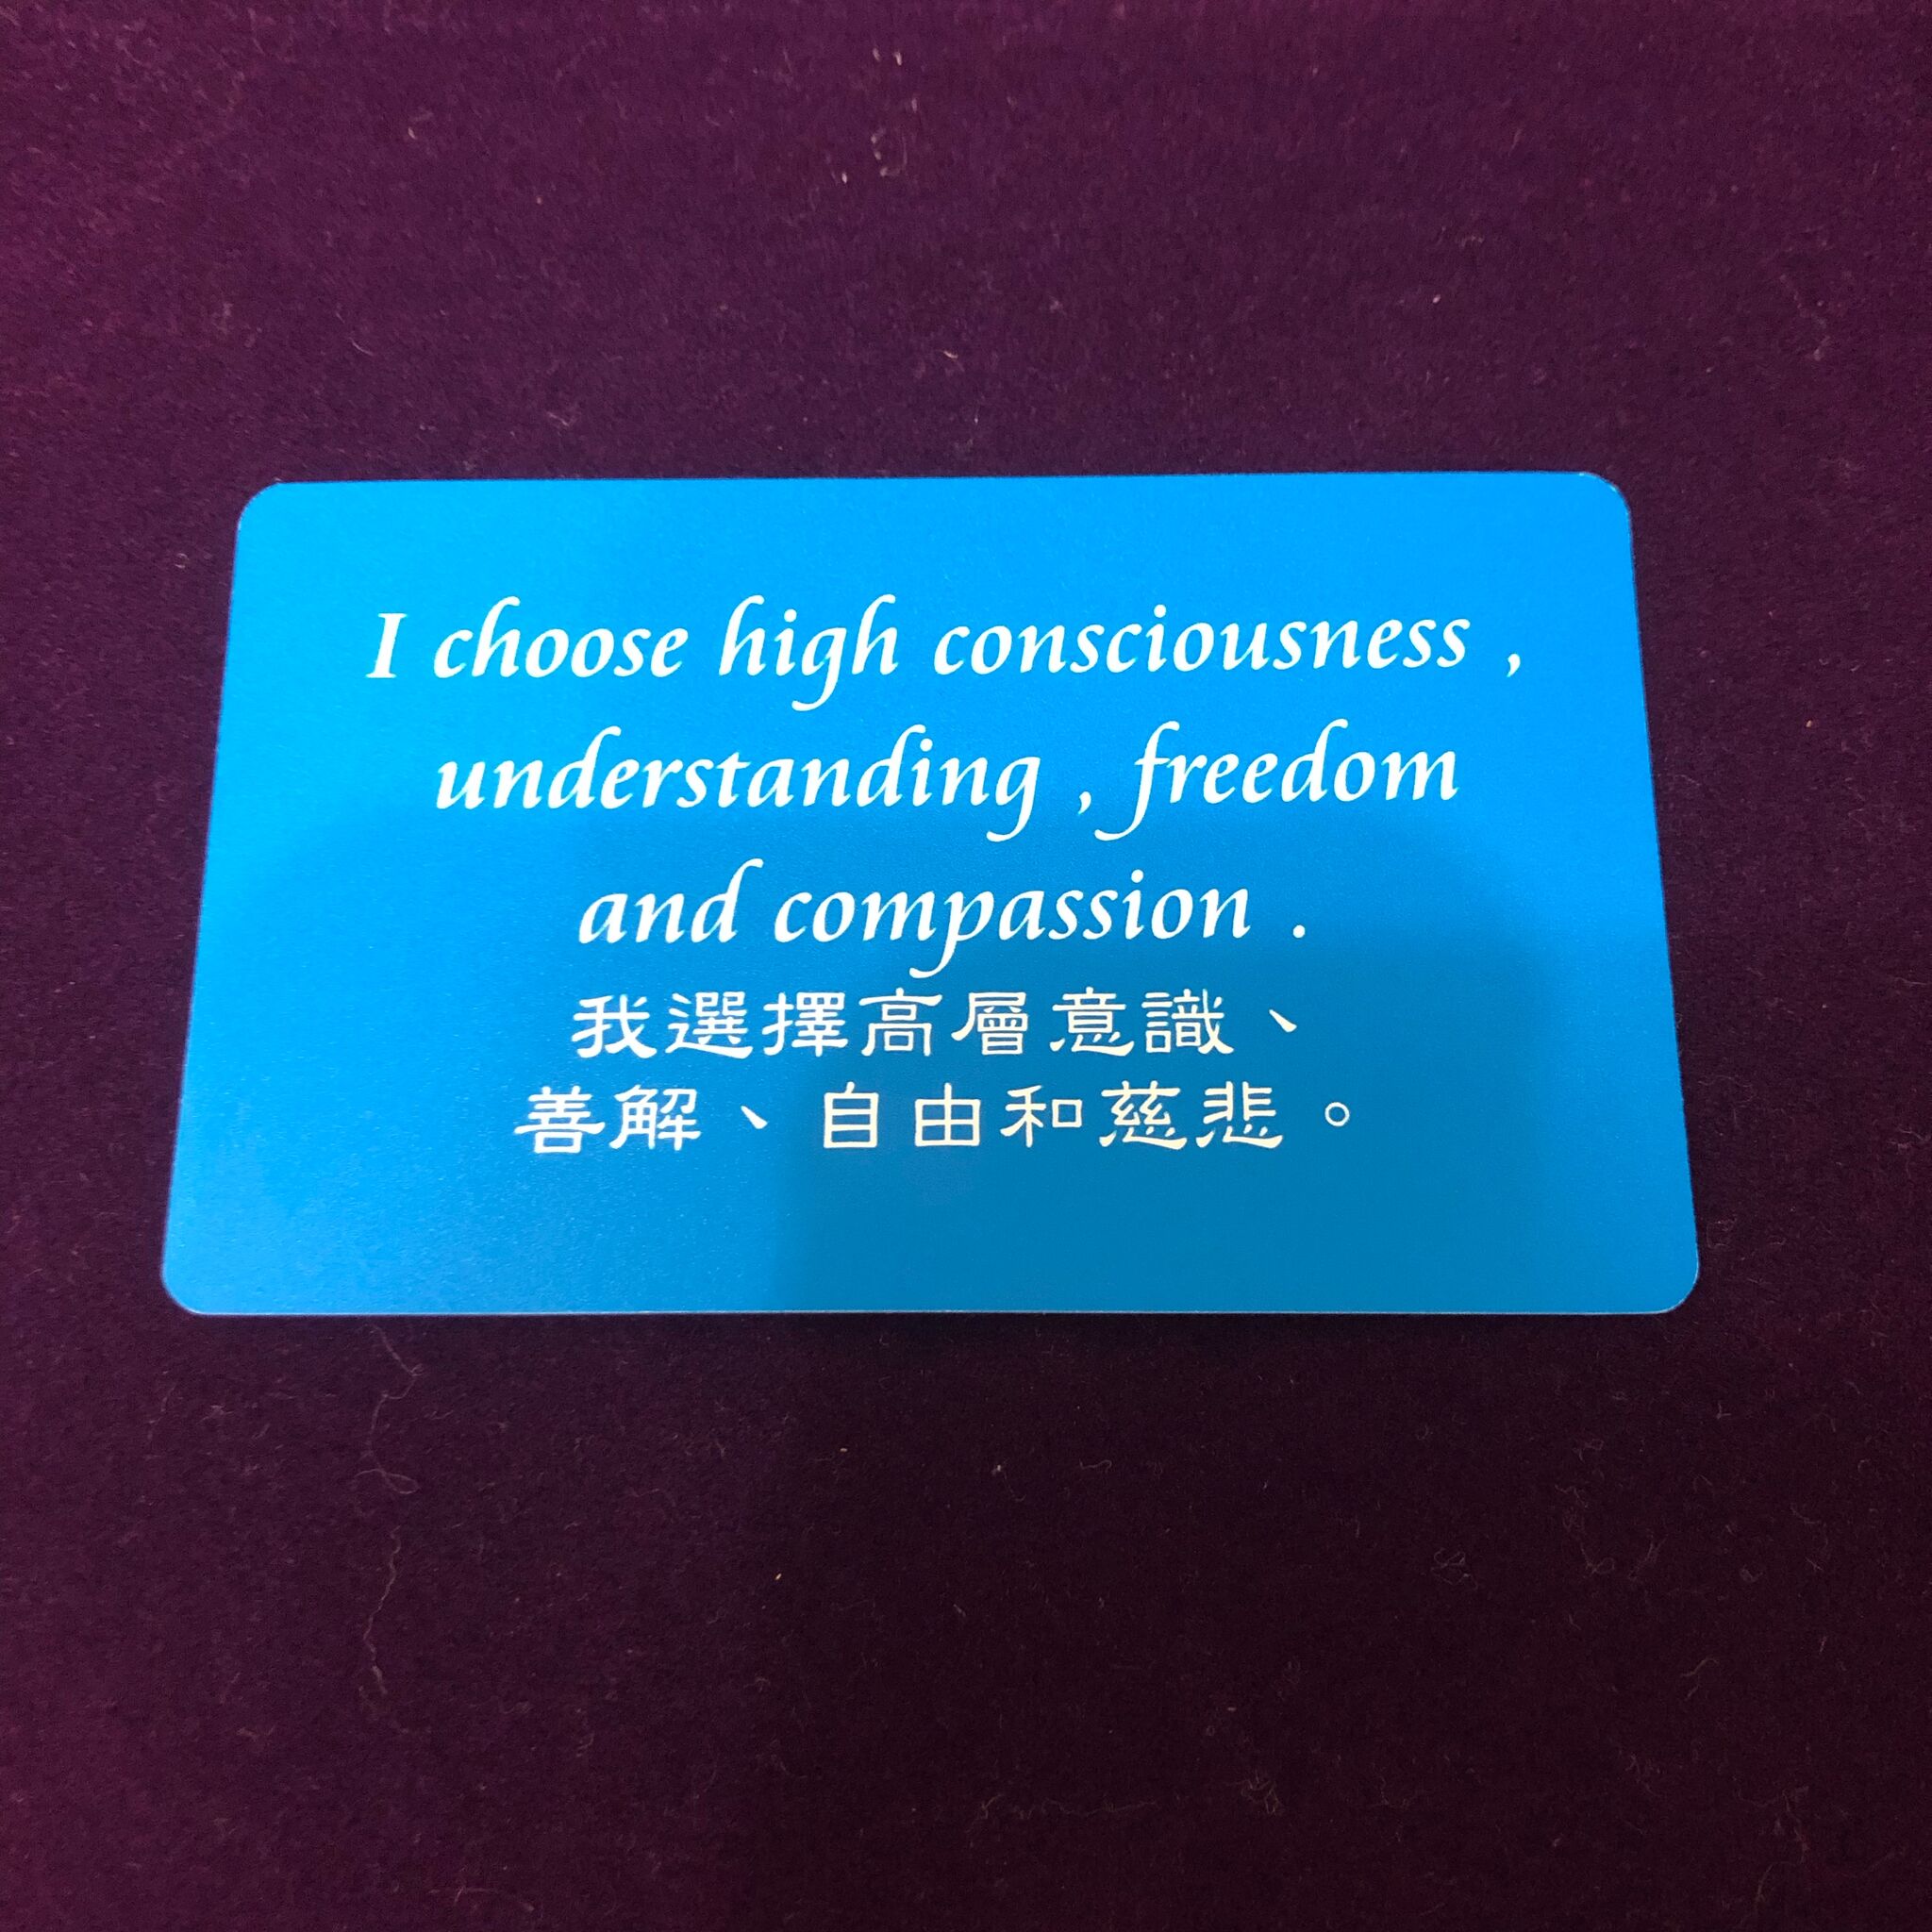 I choose high consciousness ,
understanding , freedom
and compassion .
我選擇高層意識、
善解、自由和慈悲。